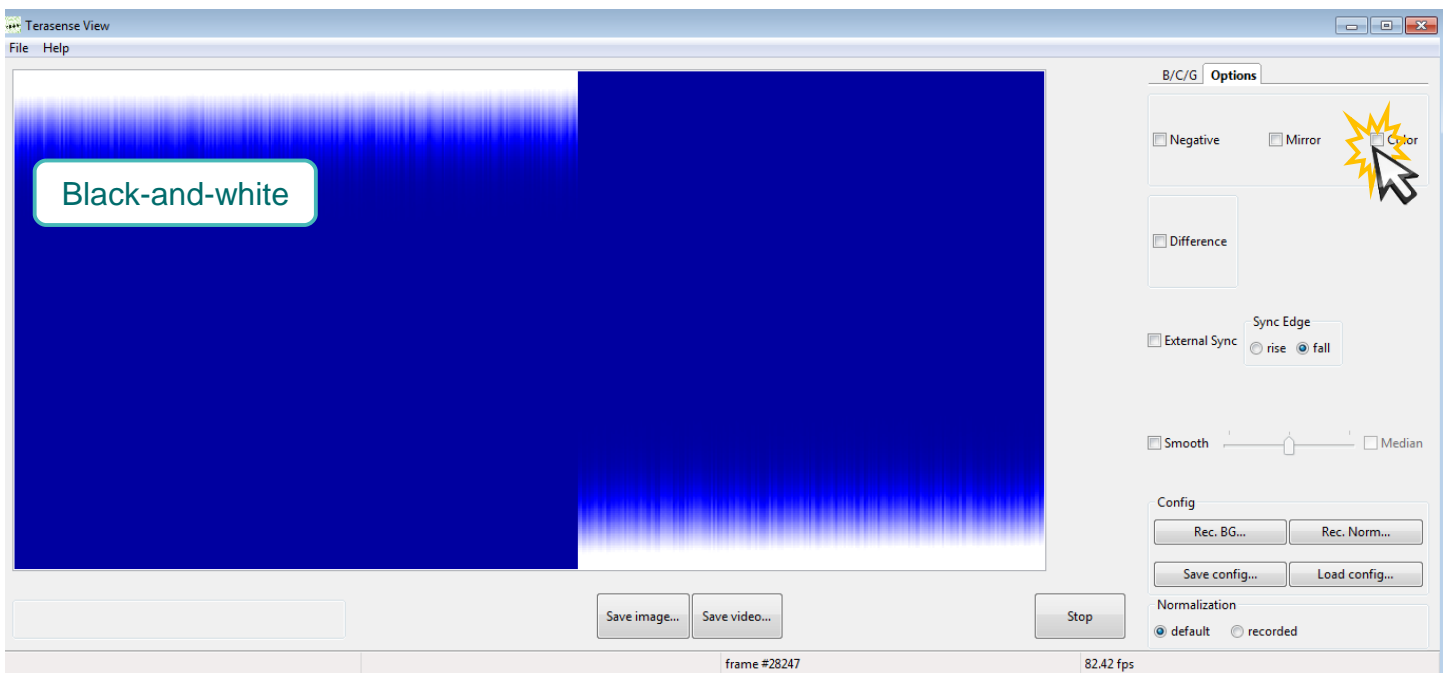 Terasense View
File Help
B/C/G Options
Negative Mirror Color
Black-and-white
Difference
Sync Edge
External Sync rise fall
Smooth Median
Config
Rec. BG... Rec. Norm...
Save config... Load config...
Save image... Save video... Stop
Normalization
default recorded
frame #28247 82.42 fps